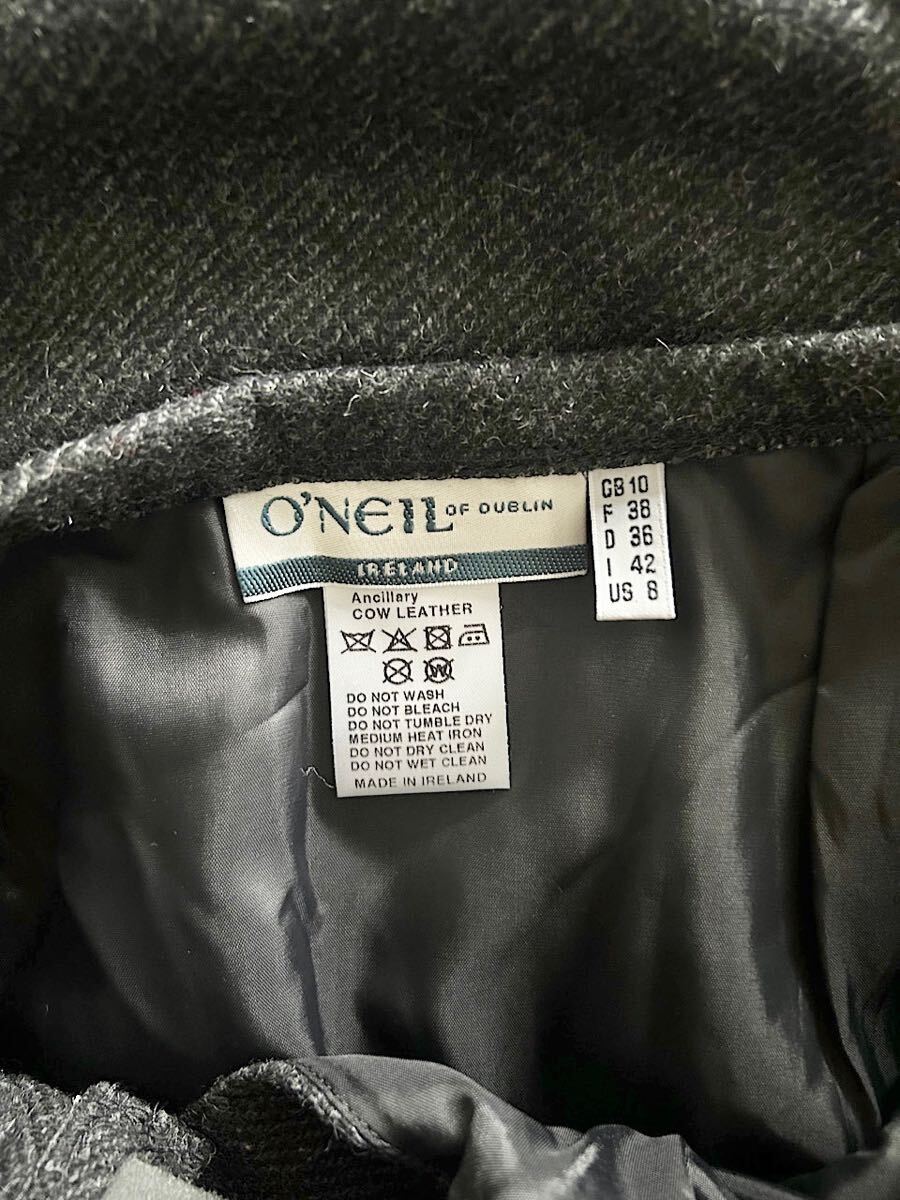 O'NEIL OF DUBLIN
IRELAND
GB 10
F 38
D 36
I 42
US 8
Ancillary
COW LEATHER
W
DO NOT WASH
DO NOT BLEACH
DO NOT TUMBLE DRY
MEDIUM HEAT IRON
DO NOT DRY CLEAN
DO NOT WET CLEAN
MADE IN IRELAND